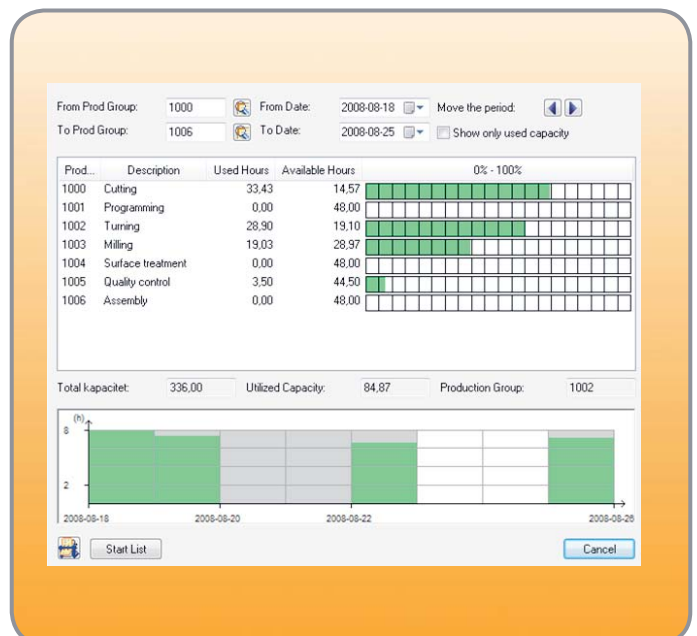 From Prod Group: 1000 From Date: 2008-08-18 Move the period:
To Prod Group: 1006 To Date: 2008-08-25 Show only used capacity
Prod... Description Used Hours Available Hours 0% - 100%
1000 Cutting 33,43 14,57
1001 Programming 0,00 48,00
1002 Turning 28,90 19,10
1003 Milling 19,03 28,97
1004 Surface treatment 0,00 48,00
1005 Quality control 3,50 44,50
1006 Assembly 0,00 48,00
Total kapacitet: 336,00 Utilized Capacity: 84,87 Production Group: 1002
(h)
8
2
2008-08-18 2008-08-20 2008-08-22 2008-08-26
Start List Cancel